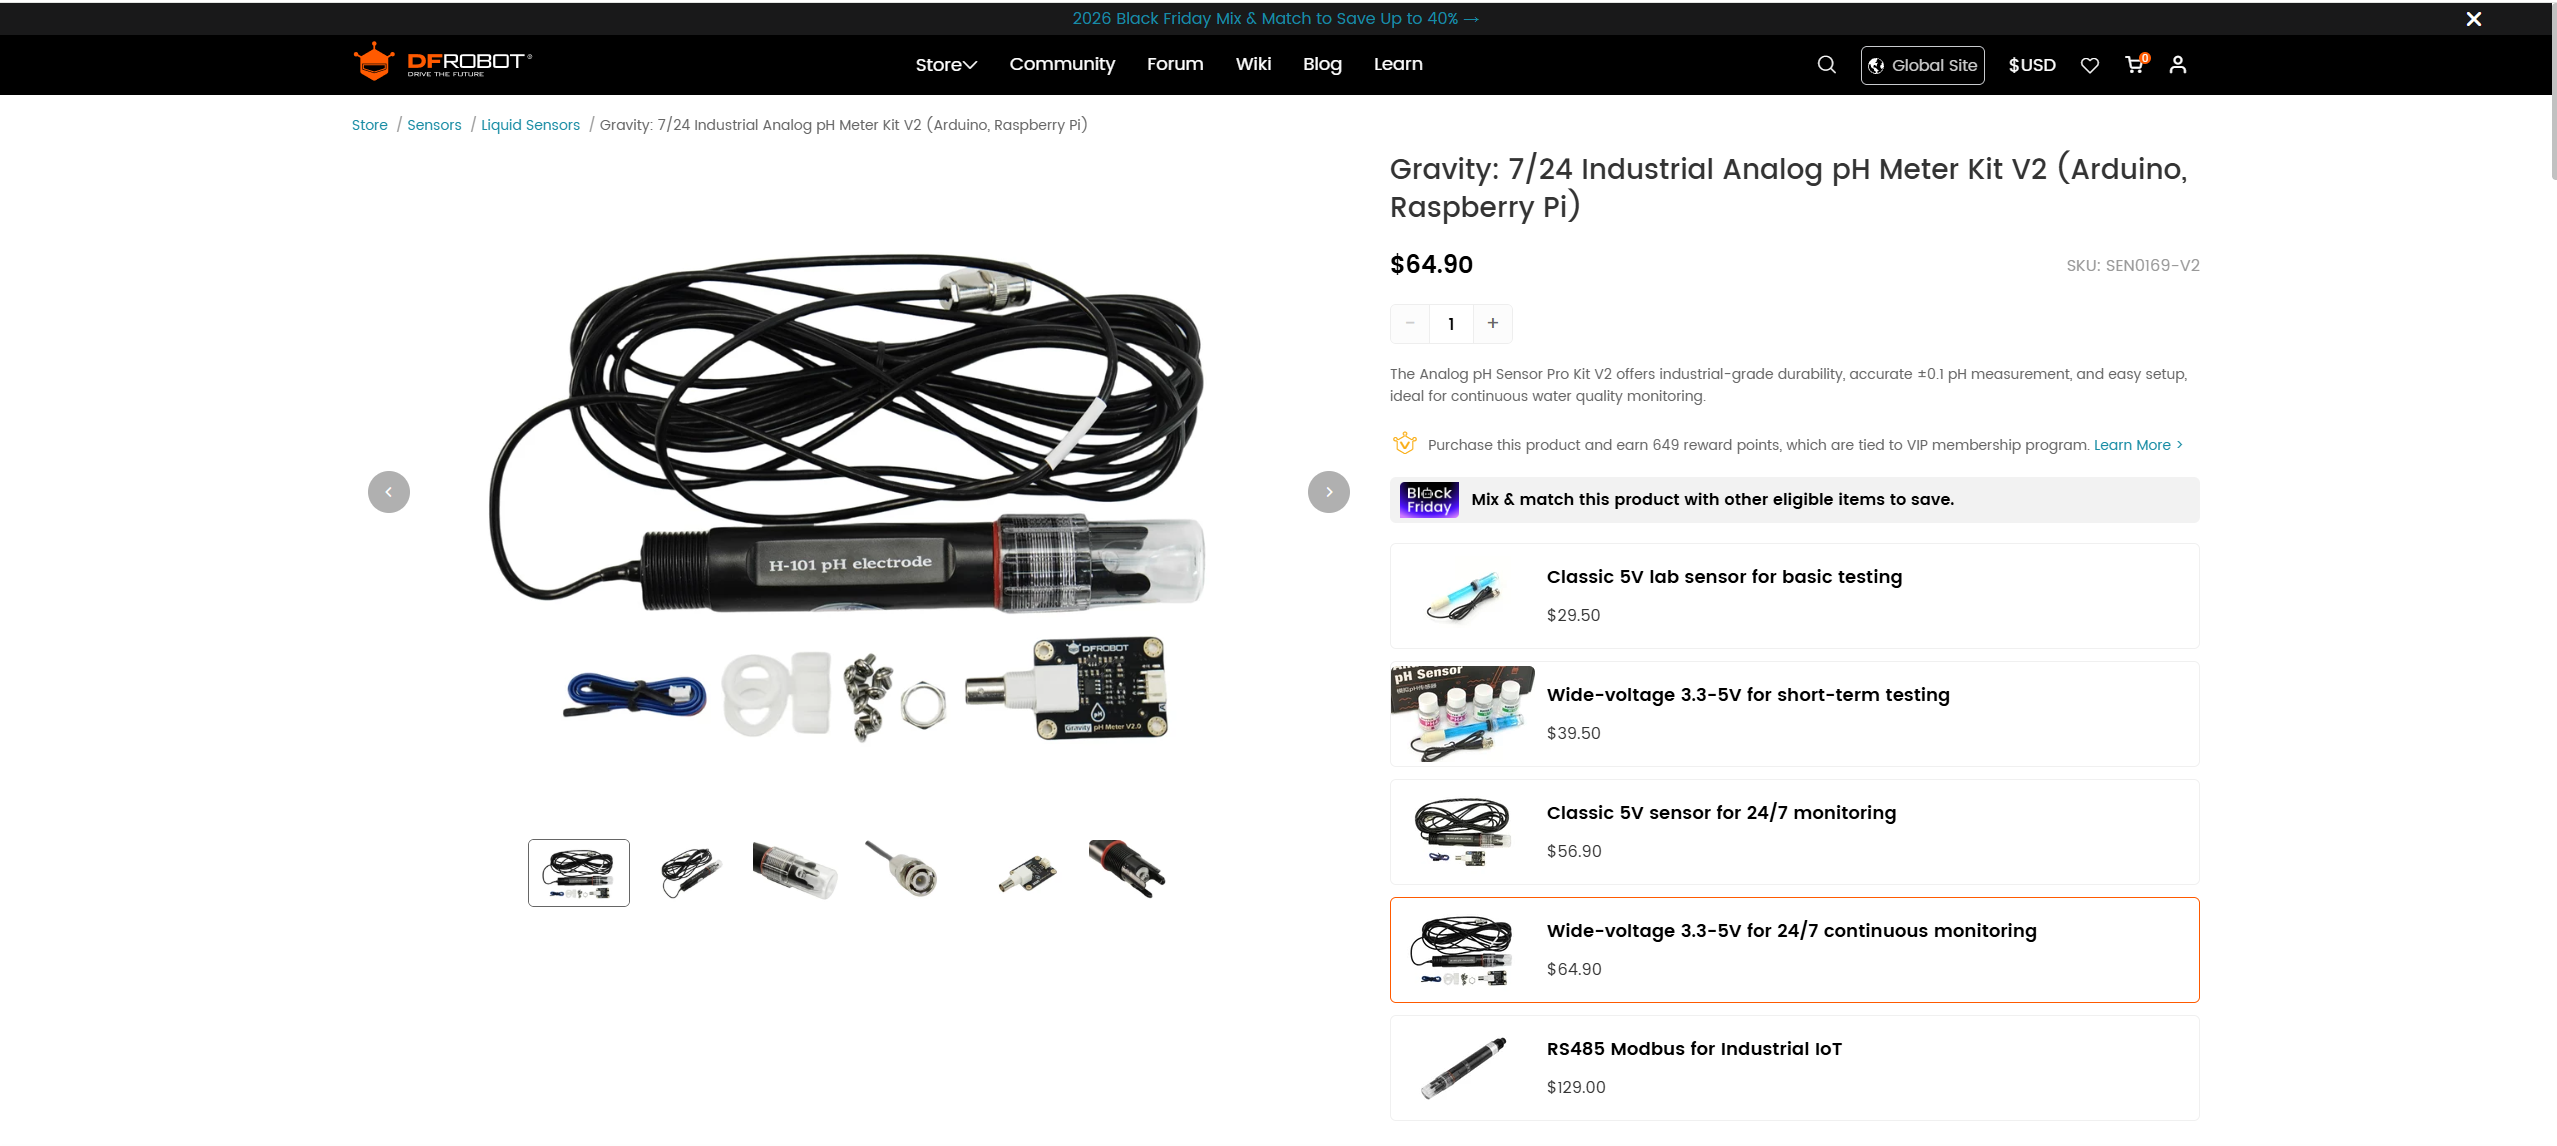 2026 Black Friday Mix & Match to Save Up to 40% →
DFROBOT
DRIVE THE FUTURE
Store
Community
Forum
Wiki
Blog
Learn
Global Site
$USD
0
Store / Sensors / Liquid Sensors / Gravity: 7/24 Industrial Analog pH Meter Kit V2 (Arduino, Raspberry Pi)
H-101 pH electrode
DFROBOT
pH
Gravity pH Meter V2.0
Gravity: 7/24 Industrial Analog pH Meter Kit V2 (Arduino,
Raspberry Pi)
$64.90
SKU: SEN0169-V2
- 1 +
The Analog pH Sensor Pro Kit V2 offers industrial-grade durability, accurate ±0.1 pH measurement, and easy setup,
ideal for continuous water quality monitoring.
Purchase this product and earn 649 reward points, which are tied to VIP membership program. Learn More >
Black
Friday
Mix & match this product with other eligible items to save.
Classic 5V lab sensor for basic testing
$29.50
pH Sensor
Wide-voltage 3.3-5V for short-term testing
$39.50
Classic 5V sensor for 24/7 monitoring
$56.90
Wide-voltage 3.3-5V for 24/7 continuous monitoring
$64.90
RS485 Modbus for Industrial IoT
$129.00